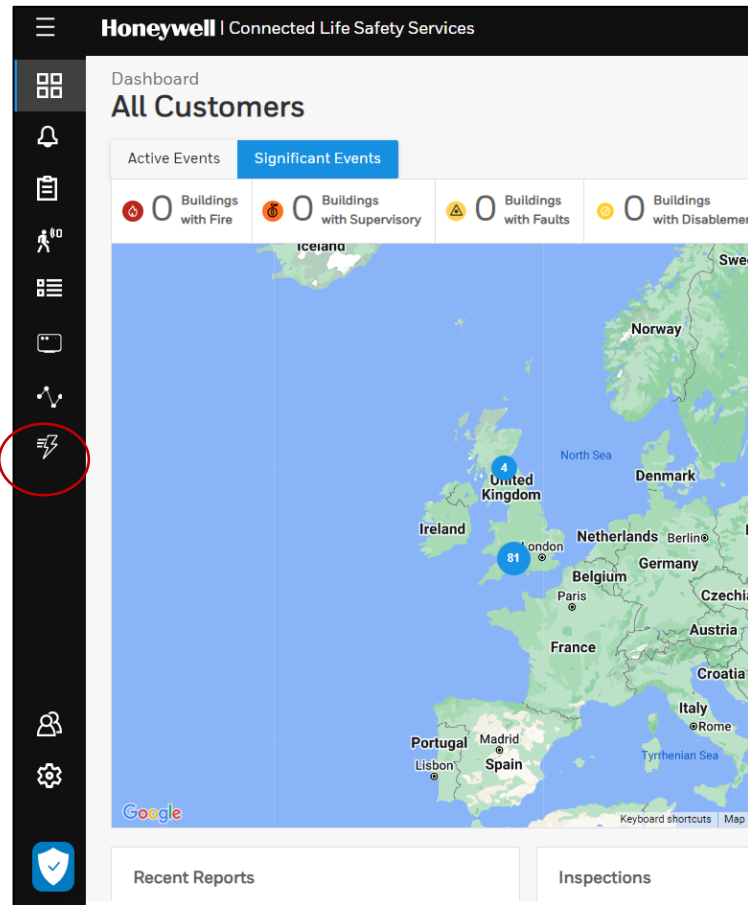 Honeywell | Connected Life Safety Services
Dashboard
All Customers
Active Events
Significant Events
0 Buildings with Fire
0 Buildings with Supervisory
0 Buildings with Faults
0 Buildings with Disablemen
Iceland
Swe
Norway
North Sea
4
United Kingdom
Denmark
Ireland
London
Netherlands
Berlin
81
Germany
Belgium
Paris
Czechia
Austria
France
Croatia
Italy
Rome
Portugal
Madrid
Lisbon
Spain
Tyrrhenian Sea
Google
Keyboard shortcuts
Map
Recent Reports
Inspections